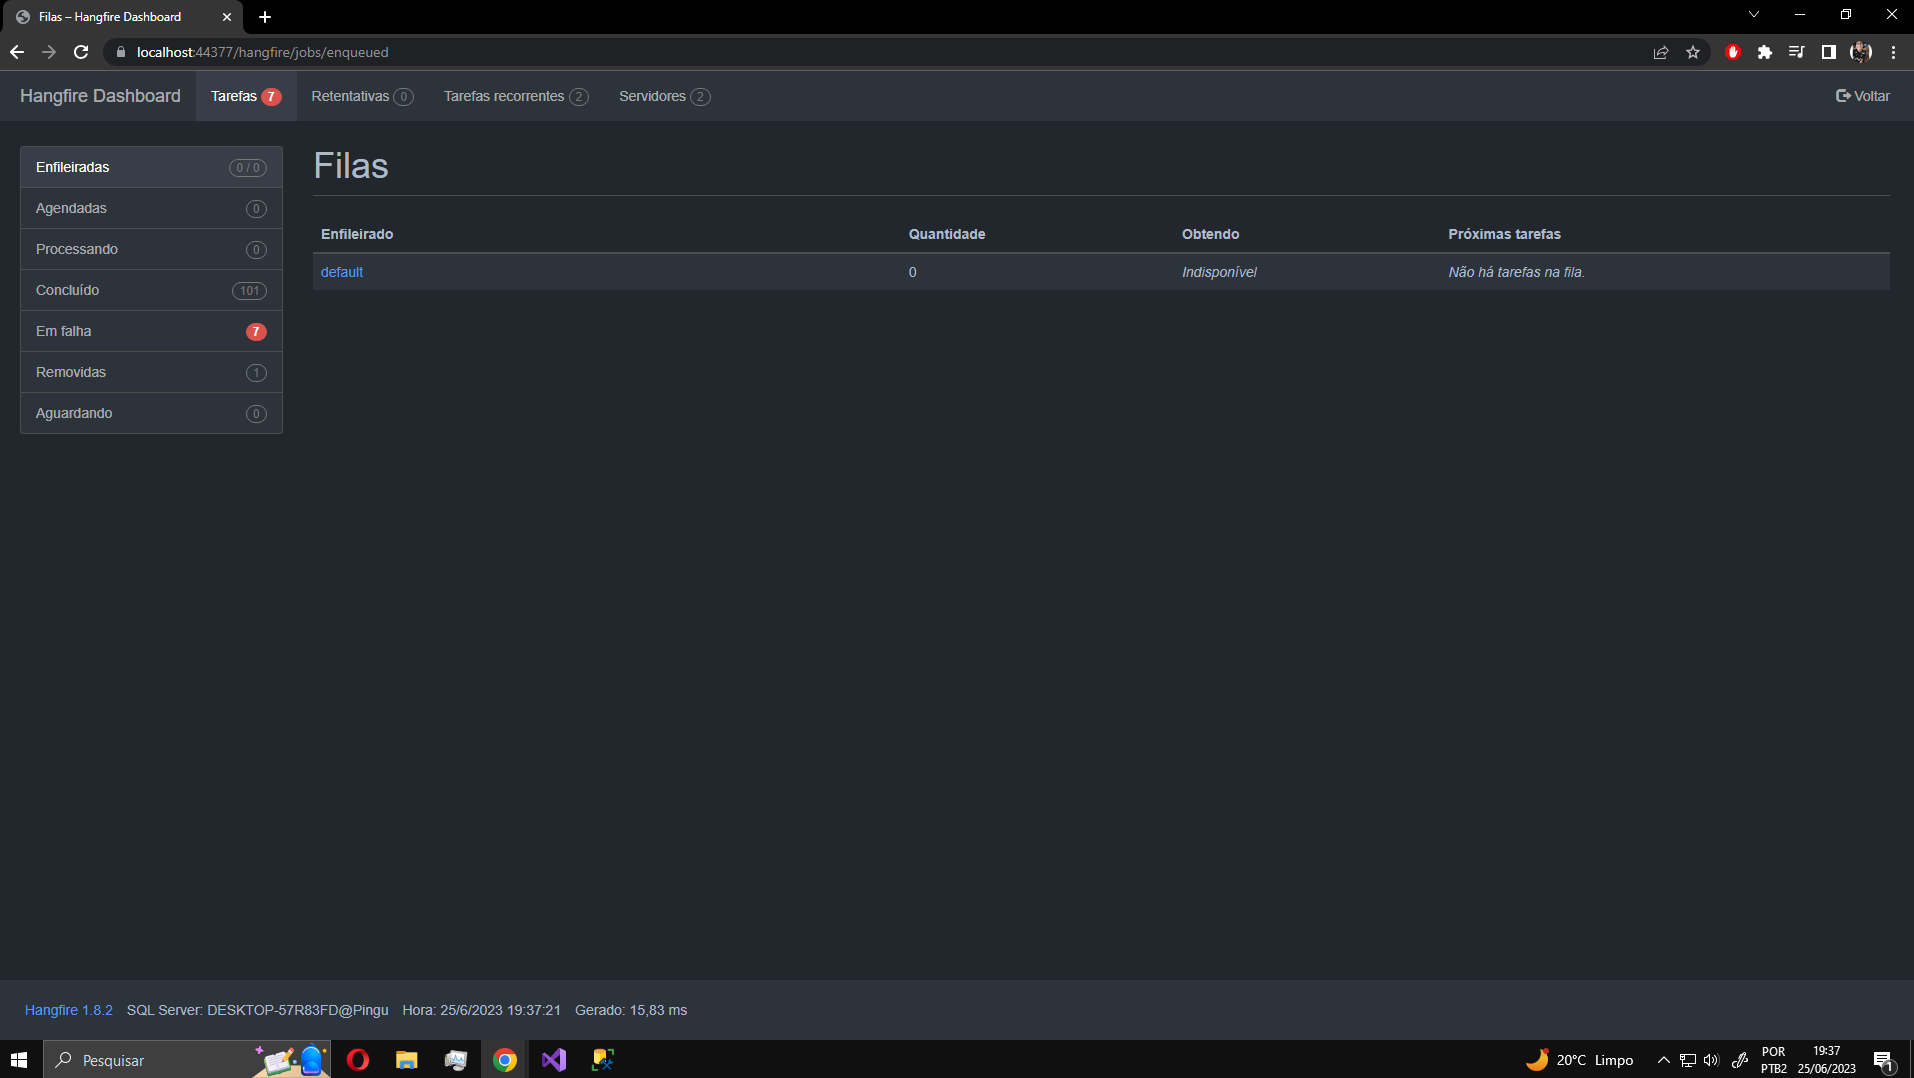 Filas – Hangfire Dashboard
localhost:44377/hangfire/jobs/enqueued
Hangfire Dashboard Tarefas 7 Retentativas 0 Tarefas recorrentes 2 Servidores 2 Voltar
Enfileiradas 0 / 0
Agendadas 0
Processando 0
Concluído 101
Em falha 7
Removidas 1
Aguardando 0
Filas
Enfileirado Quantidade Obtendo Próximas tarefas
default 0 Indisponível Não há tarefas na fila.
Hangfire 1.8.2 SQL Server: DESKTOP-57R83FD@Pingu Hora: 25/6/2023 19:37:21 Gerado: 15,83 ms
Pesquisar
20°C Limpo
POR
PTB2
19:37
25/06/2023
1